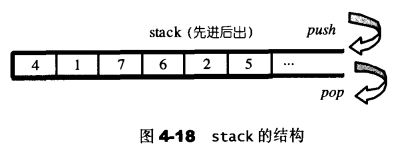 stack (先进后出)
push
4 1 7 6 2 5 ...
pop
图 4-18 stack 的结构